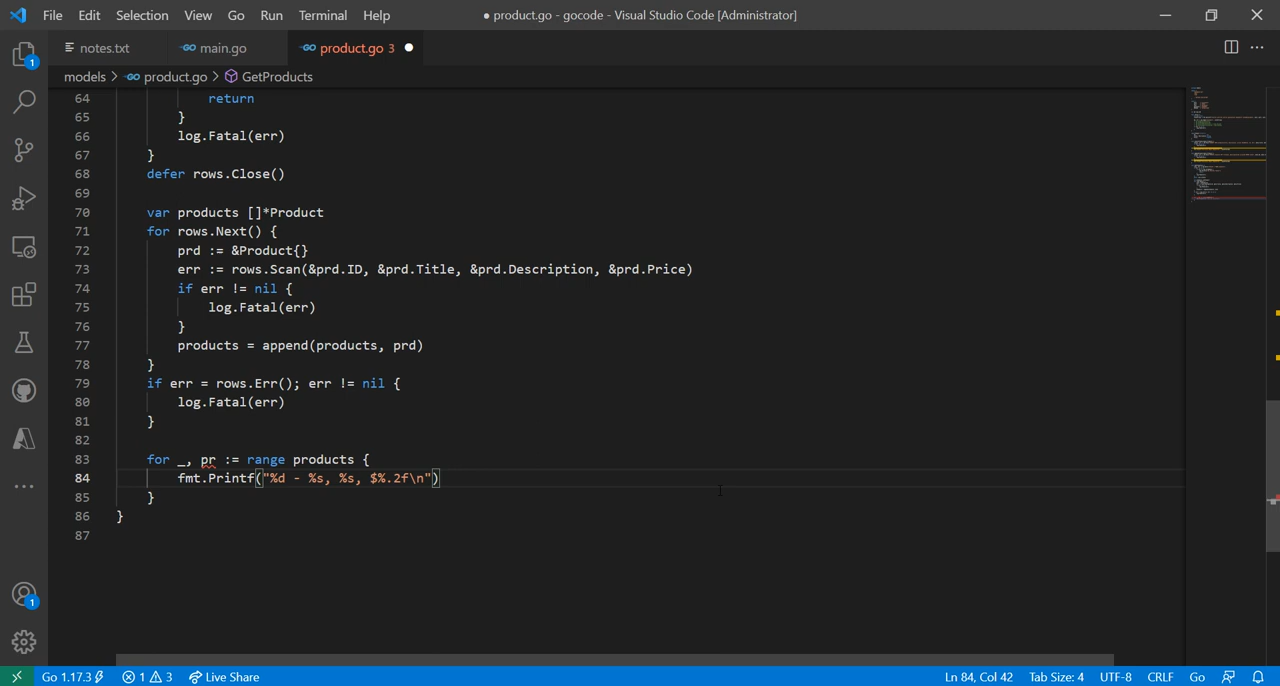 File Edit Selection View Go Run Terminal Help ● product.go - gocode - Visual Studio Code [Administrator]
notes.txt main.go product.go 3 ●
models > product.go > GetProducts
64 return
65 }
66 log.Fatal(err)
67 }
68 defer rows.Close()
69
70 var products []*Product
71 for rows.Next() {
72 prd := &Product{}
73 err := rows.Scan(&prd.ID, &prd.Title, &prd.Description, &prd.Price)
74 if err != nil {
75 log.Fatal(err)
76 }
77 products = append(products, prd)
78 }
79 if err = rows.Err(); err != nil {
80 log.Fatal(err)
81 }
82
83 for _, pr := range products {
84 fmt.Printf("%d - %s, %s, $%.2f\n")
85 }
86 }
87
1
1
Go 1.17.3 1 3 Live Share Ln 84, Col 42 Tab Size: 4 UTF-8 CRLF Go